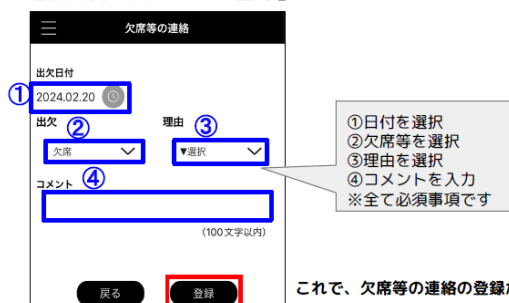 欠席等の連絡
出欠日付
① 2024.02.20
出欠 ② 理由 ③
欠席 ▼選択
コメント ④
(100文字以内)
戻る 登録
①日付を選択
②欠席等を選択
③理由を選択
④コメントを入力
※全て必須事項です
これで、欠席等の連絡の登録